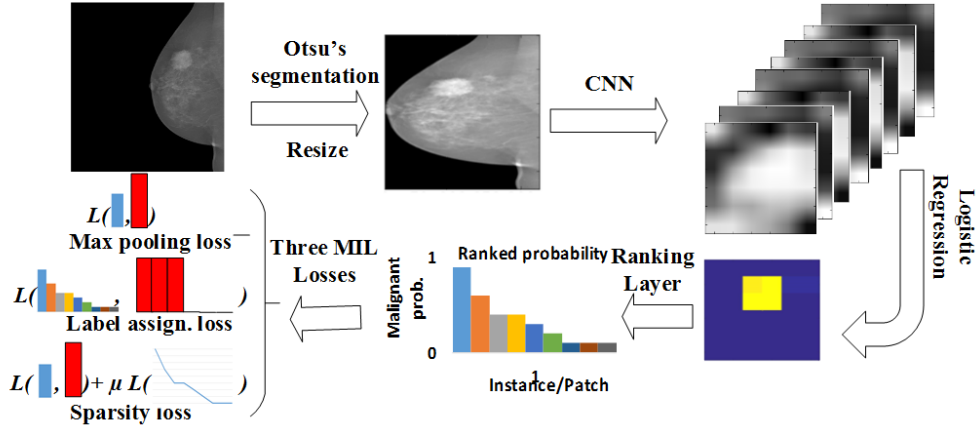 Otsu's
segmentation
Resize
CNN
Logistic
Regression
Ranking
Layer
1
Ranked probability
Malignant
prob.
0
1
Instance/Patch
Three MIL
Losses
L( , )
Max pooling loss
L( , )
Label assign. loss
L( , )+ μ L( )
Sparsity loss